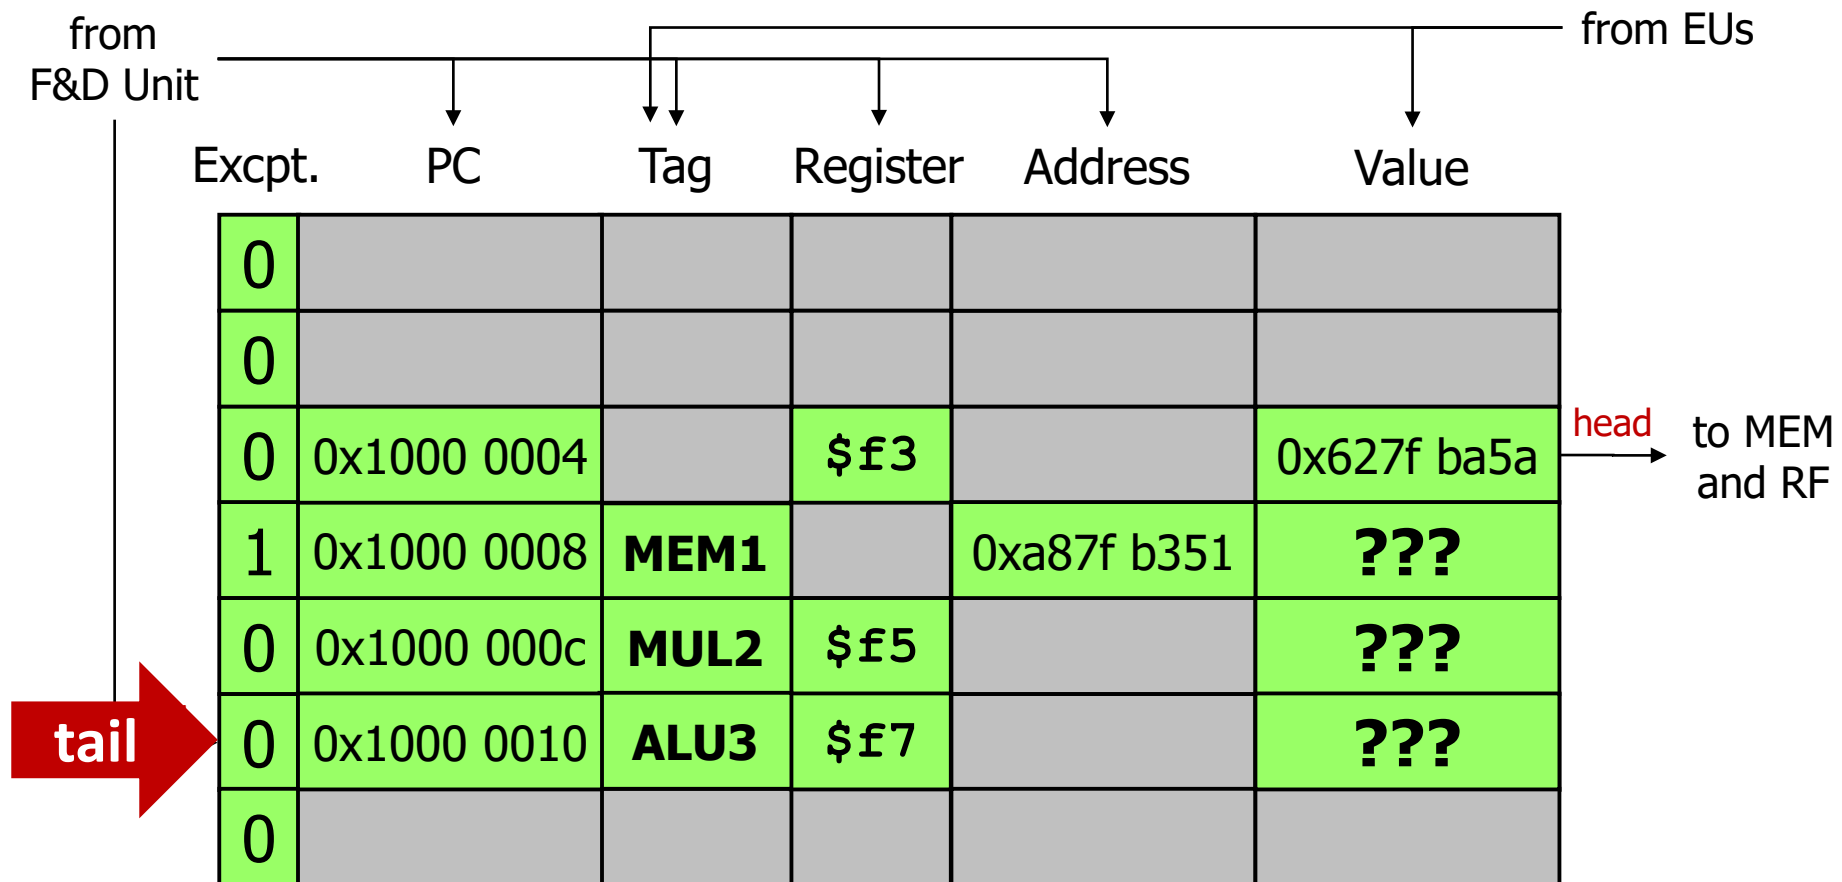 from
F&D Unit
from EUs
Excpt. PC Tag Register Address Value
0
0
0 0x1000 0004 $f3 0x627f ba5a
head
to MEM
and RF
1 0x1000 0008 MEM1 0xa87f b351 ???
0 0x1000 000c MUL2 $f5 ???
tail
0 0x1000 0010 ALU3 $f7 ???
0